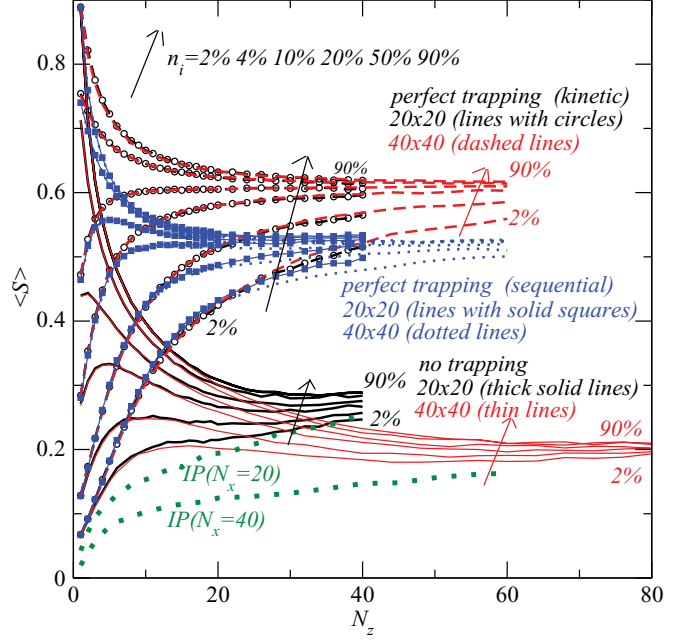 n_i=2% 4% 10% 20% 50% 90%
perfect trapping (kinetic)
20x20 (lines with circles)
40x40 (dashed lines)
90%
90%
2%
2%
perfect trapping (sequential)
20x20 (lines with solid squares)
40x40 (dotted lines)
no trapping
20x20 (thick solid lines)
40x40 (thin lines)
90%
2%
90%
2%
IP(N_x=20)
IP(N_x=40)
<S>
0.8
0.6
0.4
0.2
0
0 20 40 60 80
N_z